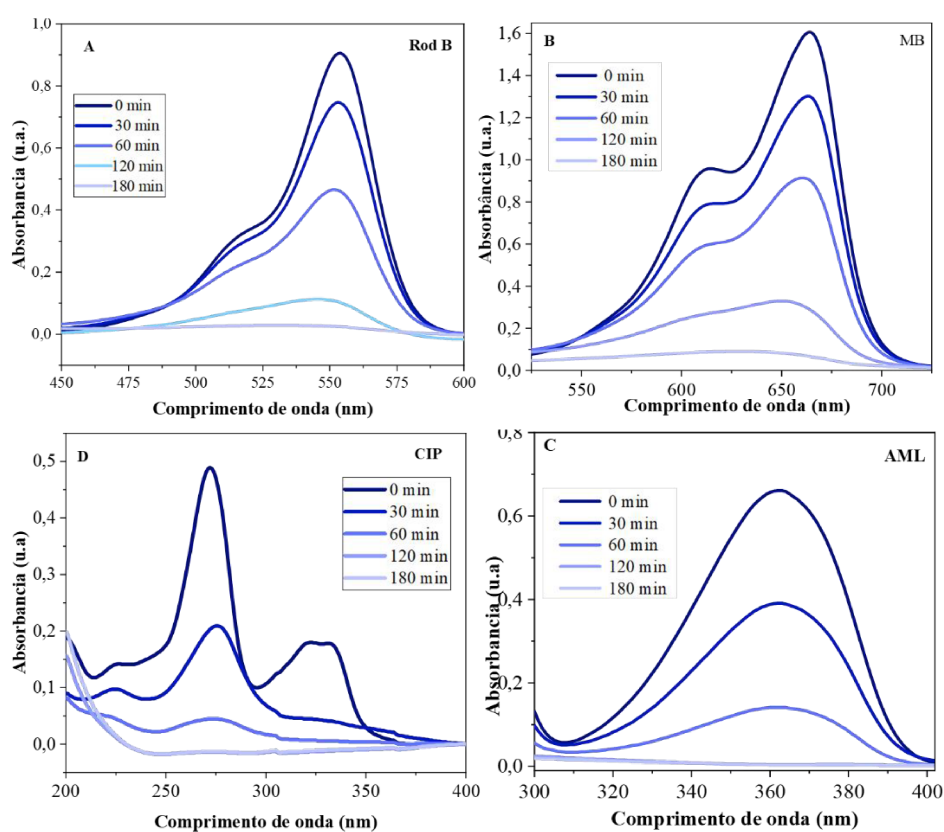 A
Rod B
0 min
30 min
60 min
120 min
180 min
1,0
0,8
0,6
0,4
0,2
0,0
Absorbancia (u.a.)
450 475 500 525 550 575 600
Comprimento de onda (nm)
B
MB
0 min
30 min
60 min
120 min
180 min
1,6
1,4
1,2
1,0
0,8
0,6
0,4
0,2
0,0
Absorbância (u.a.)
550 600 650 700
Comprimento de onda (nm)
D
CIP
0 min
30 min
60 min
120 min
180 min
0,5
0,4
0,3
0,2
0,1
0,0
Absorbancia (u.a)
200 250 300 350 400
Comprimento de onda (nm)
C
AML
0 min
30 min
60 min
120 min
180 min
0,8
0,6
0,4
0,2
0,0
Absorbancia (u.a)
300 320 340 360 380 400
Comprimento de onda (nm)